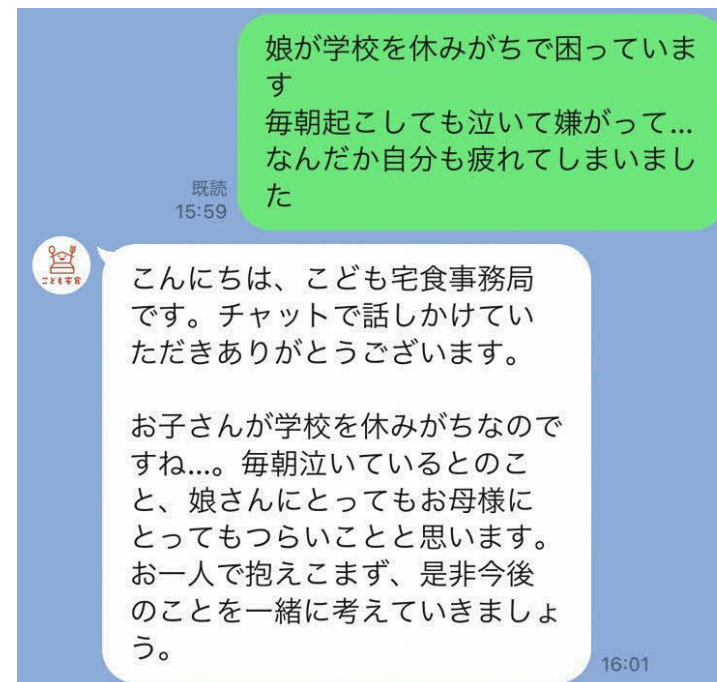 娘が学校を休みがちで困っていま
す
毎朝起こしても泣いて嫌がって...
なんだか自分も疲れてしまいまし
た
既読
15:59
こども宅食
こんにちは、こども宅食事務局
です。チャットで話しかけてい
ただきありがとうございます。
お子さんが学校を休みがちなので
すね...。毎朝泣いているとのこ
と、娘さんにとってもお母様に
とってもつらいことと思います。
お一人で抱えこまず、是非今後
のことを一緒に考えていきましょ
う。
16:01